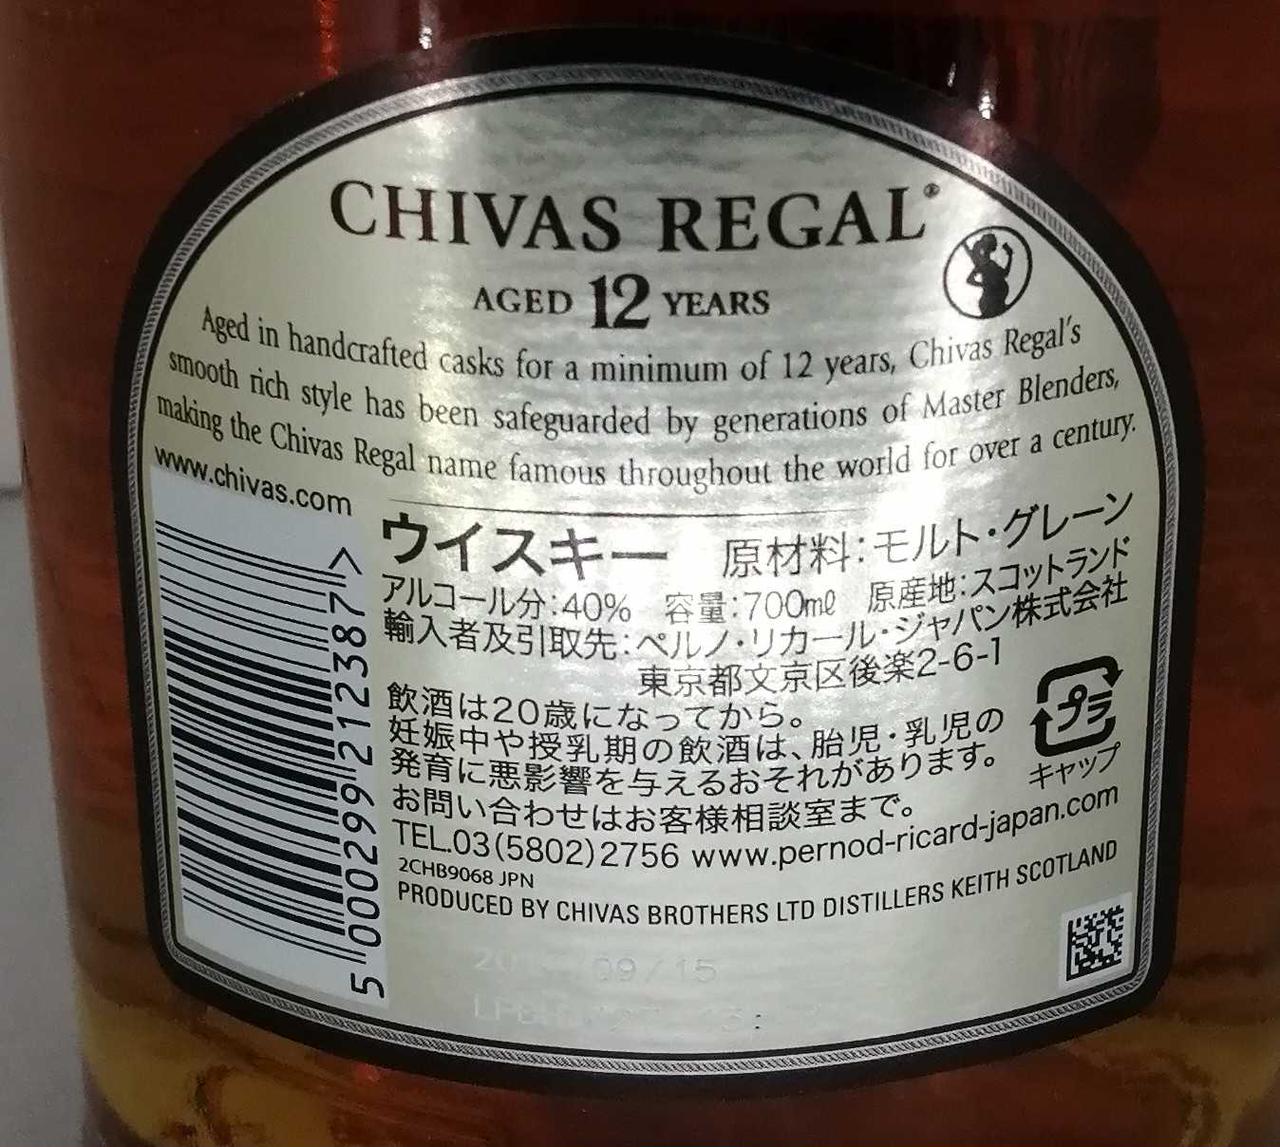 CHIVAS REGAL®
AGED 12 YEARS
Aged in handcrafted casks for a minimum of 12 years, Chivas Regal's
smooth rich style has been safeguarded by generations of Master Blenders,
making the Chivas Regal name famous throughout the world for over a century.
www.chivas.com
ウイスキー 原材料:モルト・グレーン
アルコール分:40% 容量:700mℓ 原産地:スコットランド
輸入者及引取先:ペルノ・リカール・ジャパン株式会社
東京都文京区後楽2-6-1
飲酒は20歳になってから。
妊娠中や授乳期の飲酒は、胎児・乳児の
発育に悪影響を与えるおそれがあります。
お問い合わせはお客様相談室まで。
TEL.03(5802)2756 www.pernod-ricard-japan.com
2CHB9068 JPN
PRODUCED BY CHIVAS BROTHERS LTD DISTILLERS KEITH SCOTLAND
プラ
キャップ
5 000299 212387 >
09/15